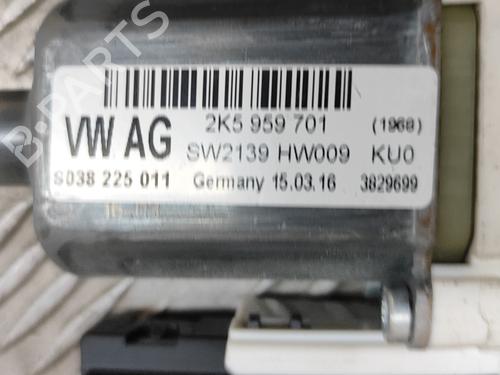 B-PARTS
VW AG 2K5 959 701 (1968)
SW2139 HW009 KU0
S038 225 011 Germany 15.03.16 3829699